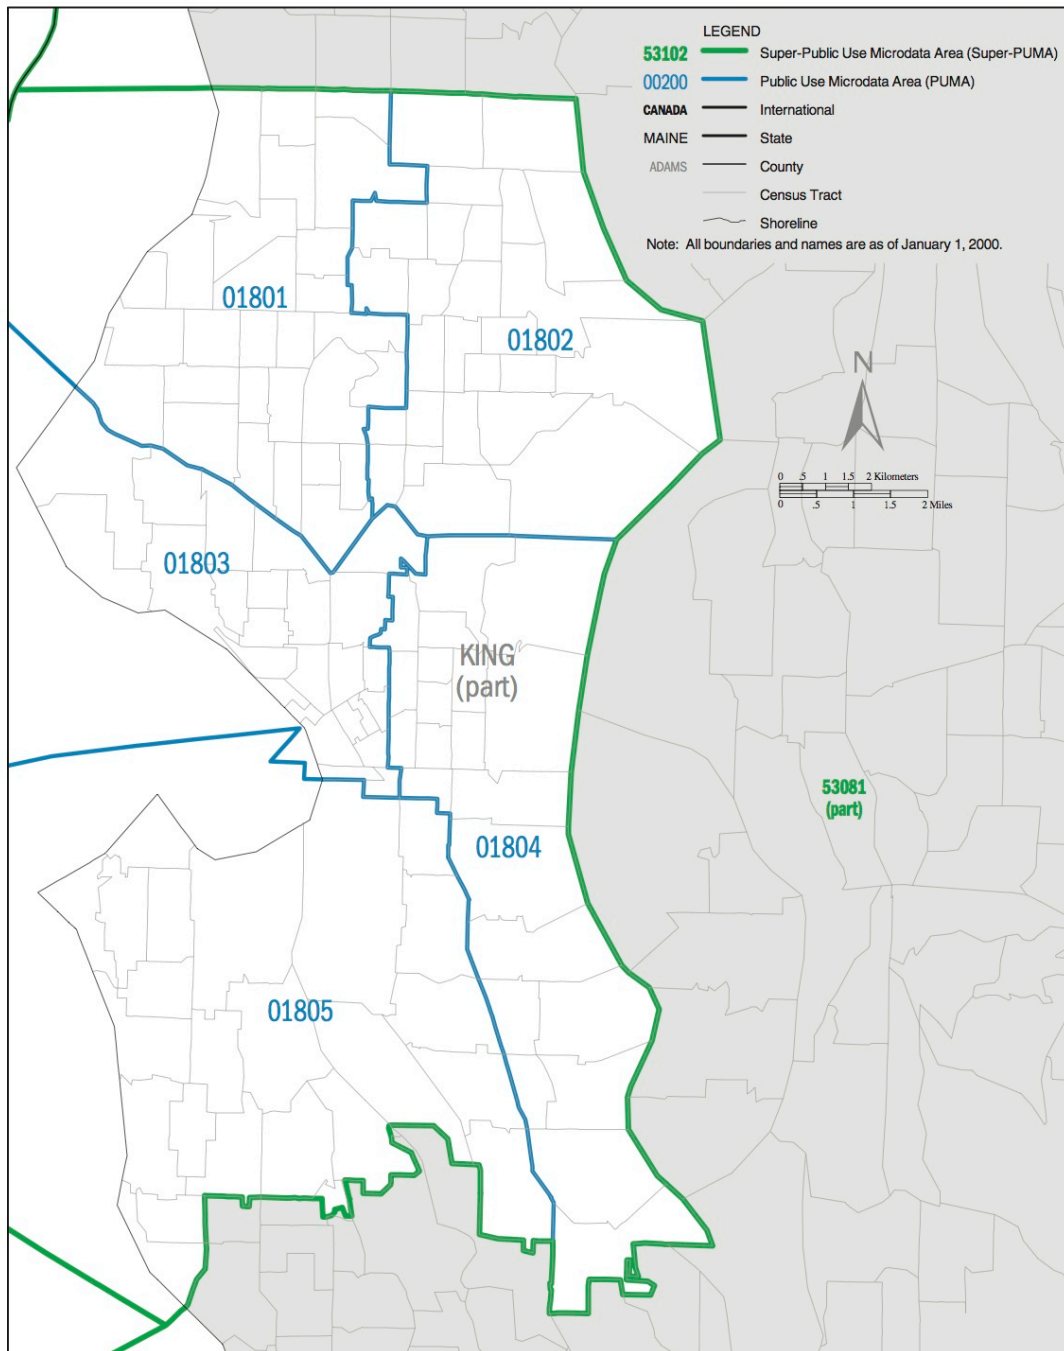 LEGEND
53102 Super-Public Use Microdata Area (Super-PUMA)
00200 Public Use Microdata Area (PUMA)
CANADA International
MAINE State
ADAMS County
Census Tract
Shoreline
Note: All boundaries and names are as of January 1, 2000.
01801
01802
N
0 .5 1 1.5 2 Kilometers
0 .5 1 1.5 2 Miles
01803
KING
(part)
53081
(part)
01804
01805